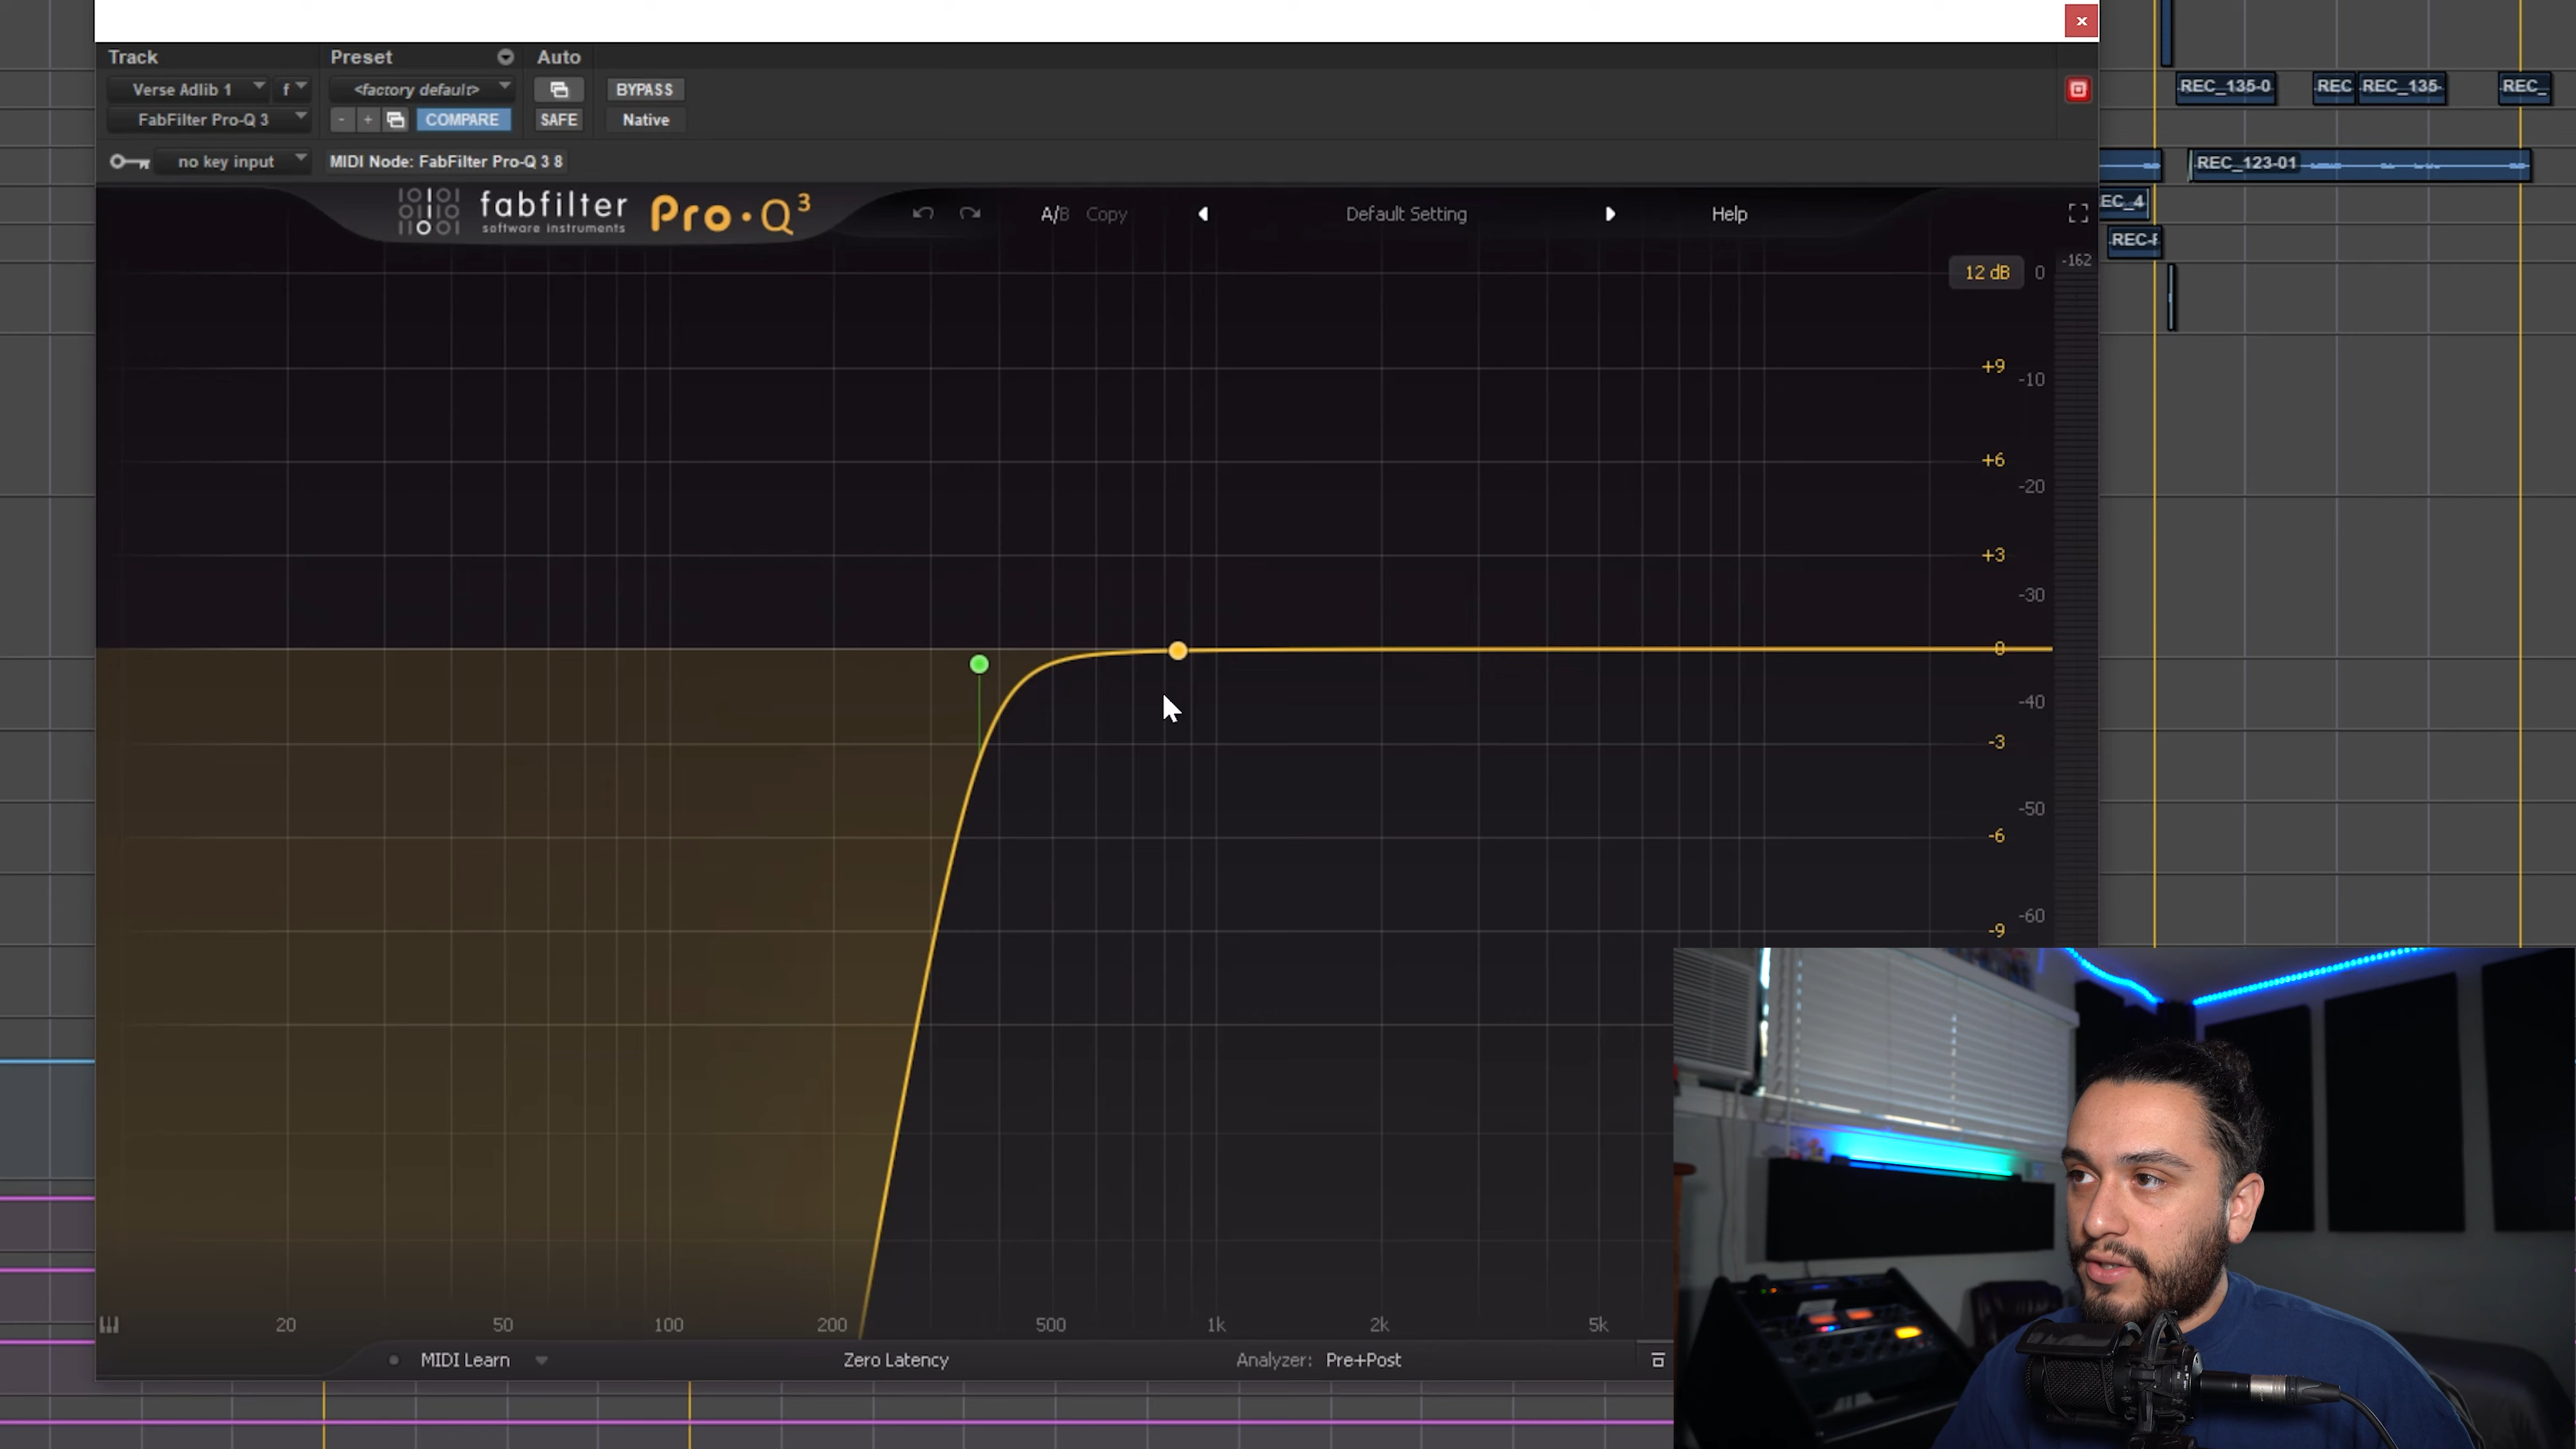 Track Preset Auto
Verse Adlib 1 f <factory default> BYPASS
FabFilter Pro-Q 3 - + COMPARE SAFE Native
no key input MIDI Node: FabFilter Pro-Q 3 8
fabfilter
software instruments
Pro·Q3
A/B Copy Default Setting Help
12 dB 0 -162
+9
-10
+6
-20
+3
-30
0
-40
-3
-50
-6
-60
-9
20 50 100 200 500 1k 2k 5k
MIDI Learn Zero Latency Analyzer: Pre+Post
REC_135-0 REC REC_135- REC_
REC_123-01
EC_4
REC-